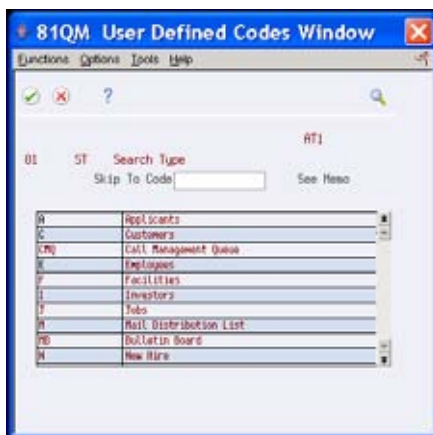 81QM User Defined Codes Window
Functions Options Tools Help
?
AT1
01 ST Search Type
Skip To Code See Memo
A Applicants
C Customers
CMQ Call Management Queue
E Employees
F Facilities
I Investors
J Jobs
M Mail Distribution List
MB Bulletin Board
N New Hire